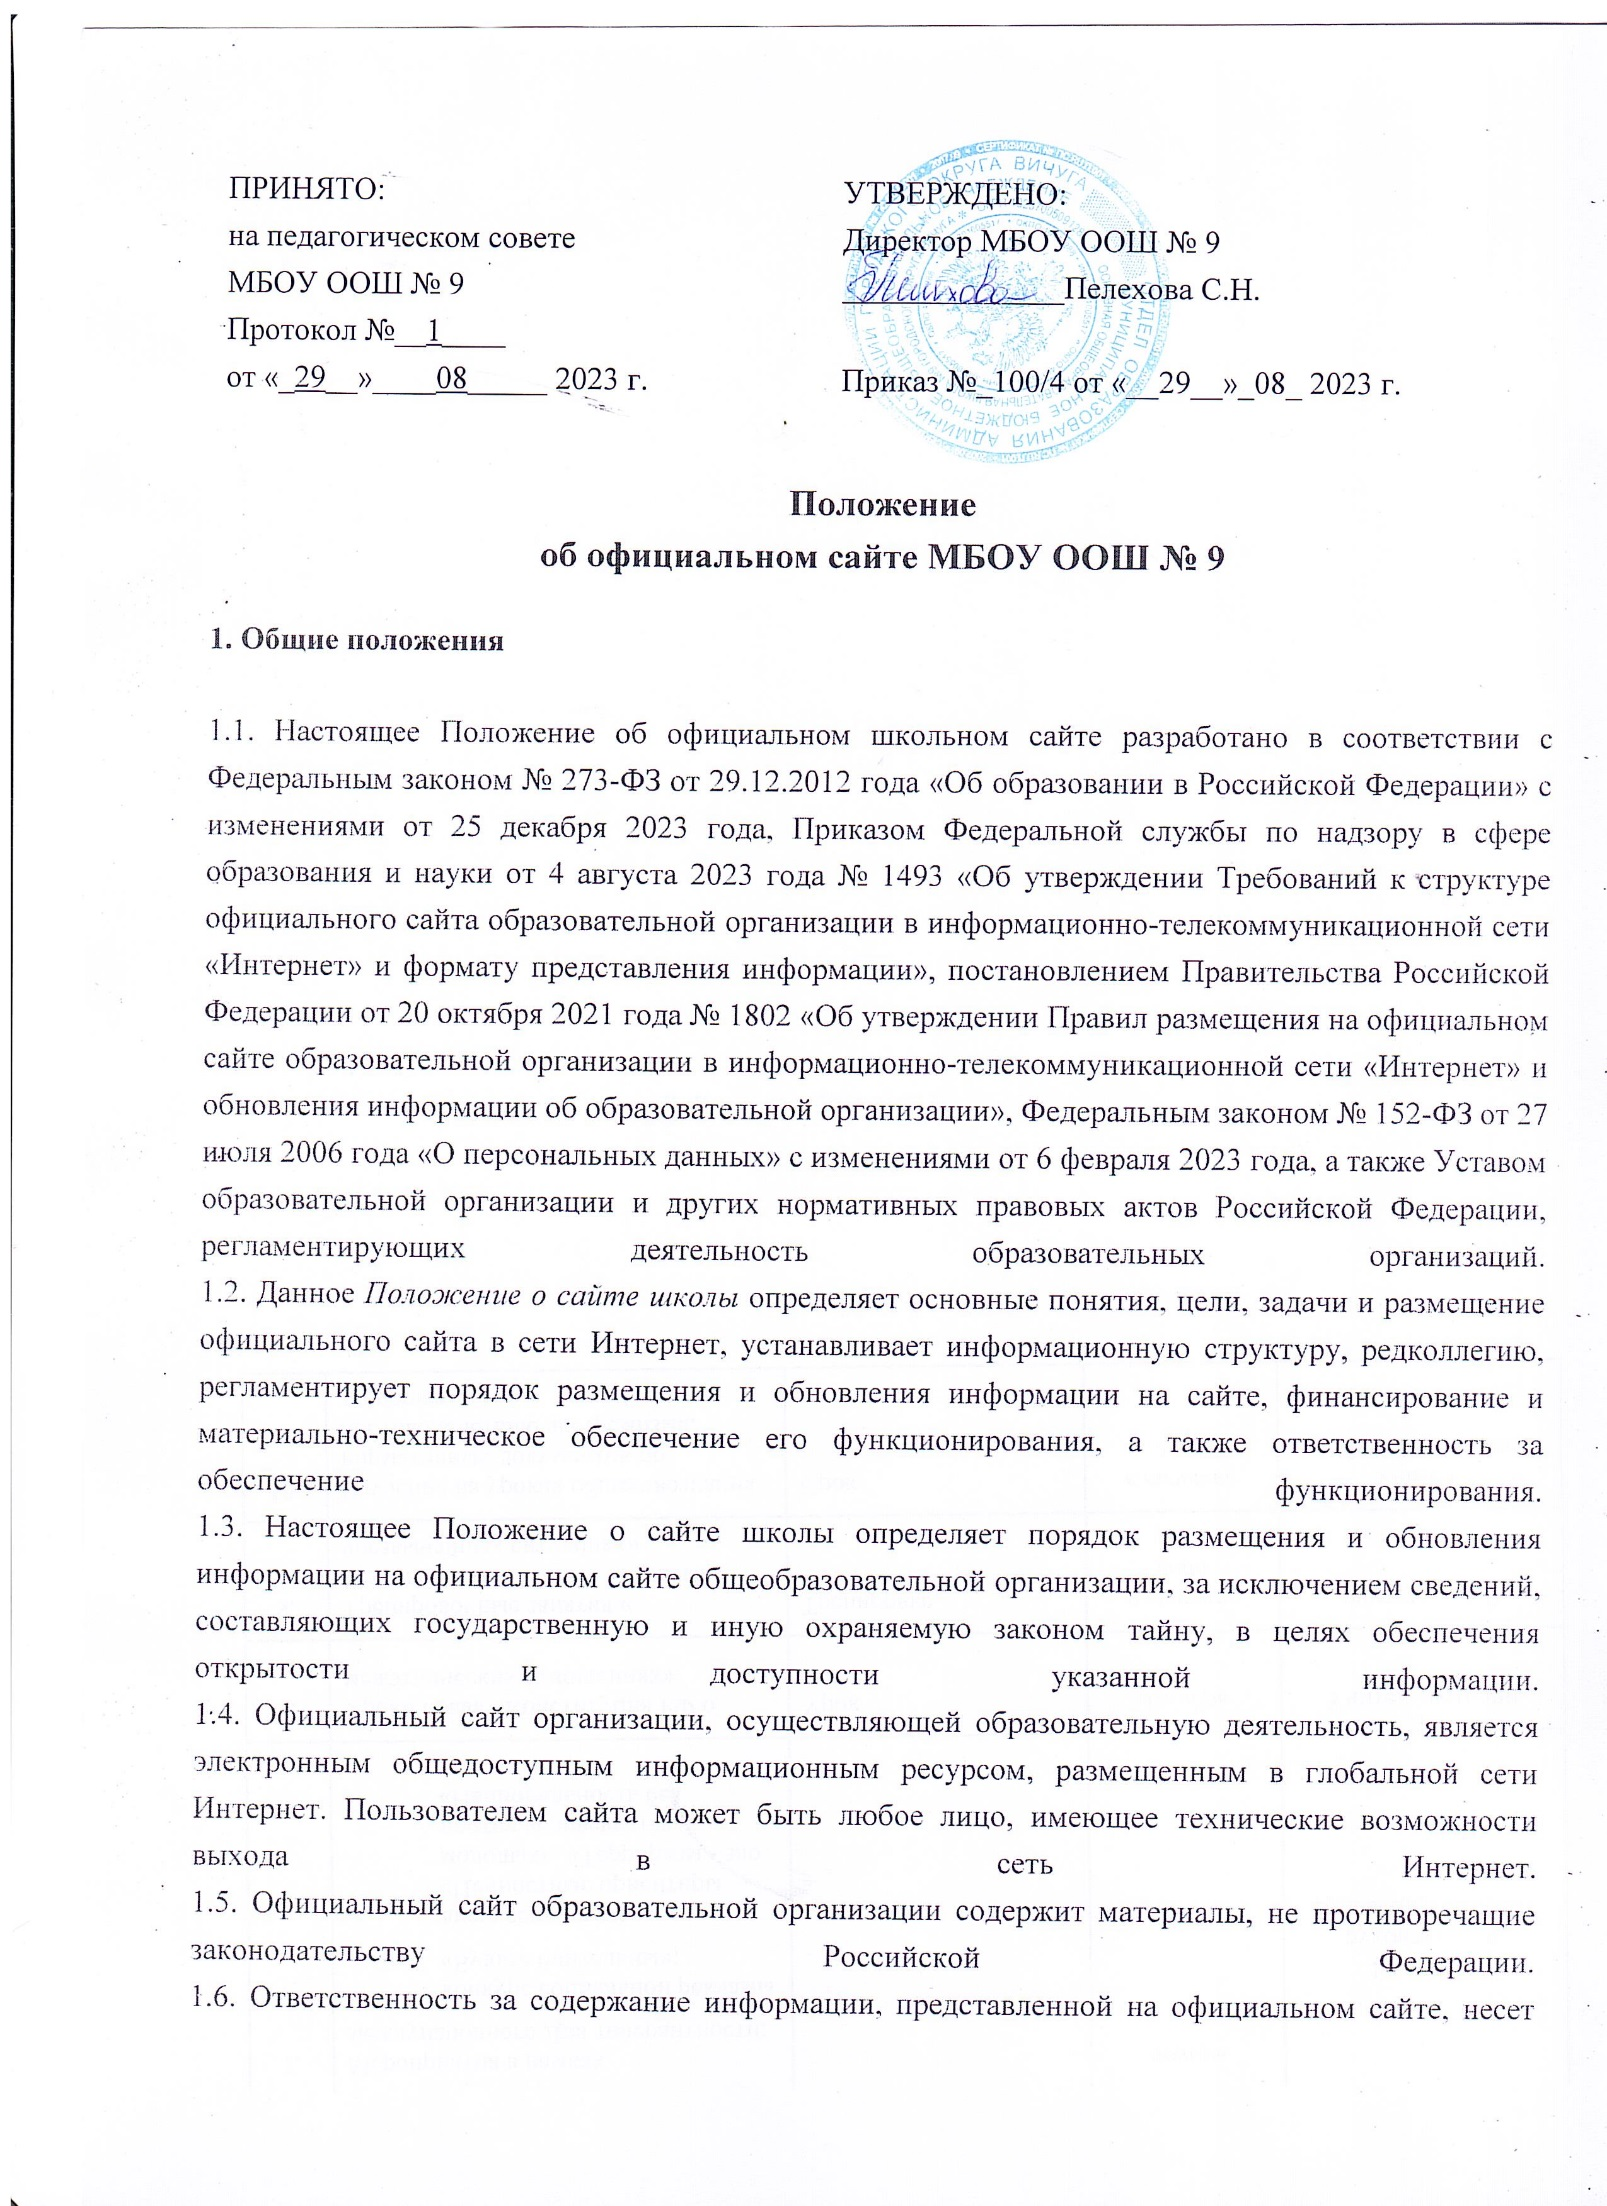 ПРИНЯТО:
на педагогическом совете
МБОУ ООШ № 9
Протокол №__1____
от «_29__»____08_____ 2023 г.
УТВЕРЖДЕНО:
Директор МБОУ ООШ № 9
______________Пелехова С.Н.
Приказ №_100/4 от «__29__»_08_ 2023 г.
ОКРУГА ВИЧУГА
Положение
об официальном сайте МБОУ ООШ № 9
1. Общие положения
1.1. Настоящее Положение об официальном школьном сайте разработано в соответствии с
Федеральным законом № 273-ФЗ от 29.12.2012 года «Об образовании в Российской Федерации» с
изменениями от 25 декабря 2023 года, Приказом Федеральной службы по надзору в сфере
образования и науки от 4 августа 2023 года № 1493 «Об утверждении Требований к структуре
официального сайта образовательной организации в информационно-телекоммуникационной сети
«Интернет» и формату представления информации», постановлением Правительства Российской
Федерации от 20 октября 2021 года № 1802 «Об утверждении Правил размещения на официальном
сайте образовательной организации в информационно-телекоммуникационной сети «Интернет» и
обновления информации об образовательной организации», Федеральным законом № 152-ФЗ от 27
июля 2006 года «О персональных данных» с изменениями от 6 февраля 2023 года, а также Уставом
образовательной организации и других нормативных правовых актов Российской Федерации,
регламентирующих деятельность образовательных организаций.
1.2. Данное Положение о сайте школы определяет основные понятия, цели, задачи и размещение
официального сайта в сети Интернет, устанавливает информационную структуру, редколлегию,
регламентирует порядок размещения и обновления информации на сайте, финансирование и
материально-техническое обеспечение его функционирования, а также ответственность за
обеспечение функционирования.
1.3. Настоящее Положение о сайте школы определяет порядок размещения и обновления
информации на официальном сайте общеобразовательной организации, за исключением сведений,
составляющих государственную и иную охраняемую законом тайну, в целях обеспечения
открытости и доступности указанной информации.
1.4. Официальный сайт организации, осуществляющей образовательную деятельность, является
электронным общедоступным информационным ресурсом, размещенным в глобальной сети
Интернет. Пользователем сайта может быть любое лицо, имеющее технические возможности
выхода в сеть Интернет.
1.5. Официальный сайт образовательной организации содержит материалы, не противоречащие
законодательству Российской Федерации.
1.6. Ответственность за содержание информации, представленной на официальном сайте, несет